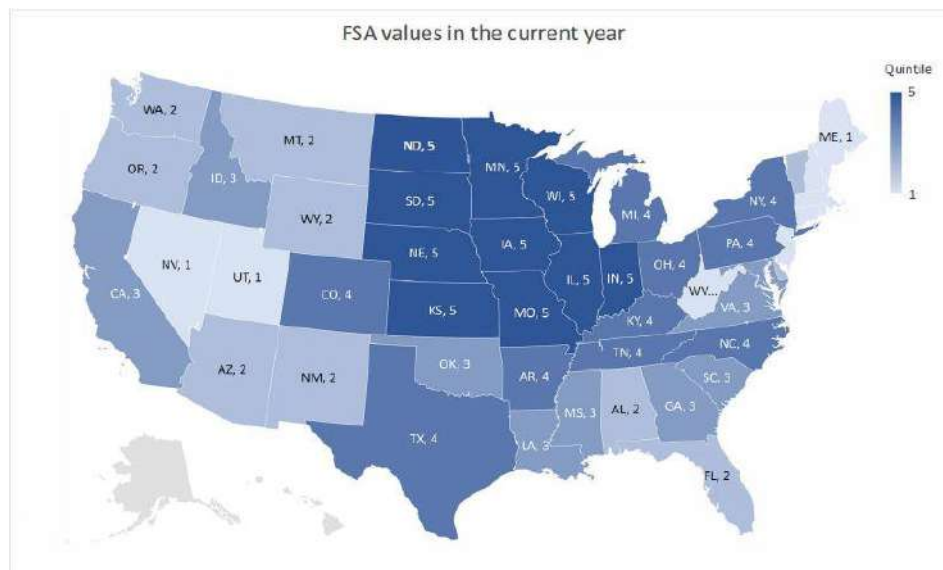 FSA values in the current year
Quintile
5
1
WA, 2
OR, 2
ID, 3
MT, 2
WY, 2
ND, 5
SD, 5
NE, 5
KS, 5
MN, 5
IA, 5
MO, 5
WI, 5
IL, 5
IN, 5
MI, 4
OH, 4
KY, 4
TN, 4
NY, 4
PA, 4
ME, 1
WV...
VA, 3
NC, 4
SC, 3
GA, 3
AL, 2
FL, 2
MS, 3
LA, 3
AR, 4
OK, 3
TX, 4
NM, 2
AZ, 2
CO, 4
UT, 1
NV, 1
CA, 3